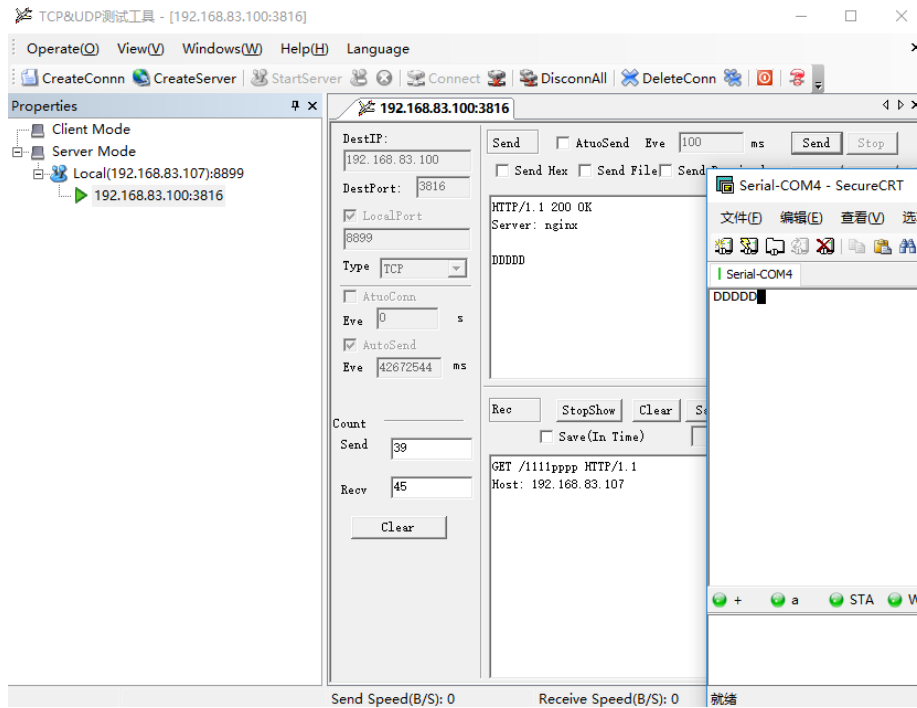 TCP&UDP测试工具 - [192.168.83.100:3816]
Operate(O) View(V) Windows(W) Help(H) Language
CreateConnn CreateServer StartServer Connect DisconnAll DeleteConn
Properties
Client Mode
Server Mode
Local(192.168.83.107):8899
192.168.83.100:3816
192.168.83.100:3816
DestIP:
192.168.83.100
DestPort: 3816
LocalPort
8899
Type TCP
AtuoConn
Eve 0 s
AutoSend
Eve 42672544 ms
Count
Send 39
Recv 45
Clear
Send AtuoSend Eve 100 ms Send Stop
Send Hex Send File Send
HTTP/1.1 200 OK
Server: nginx
DDDDD
Rec StopShow Clear
Save(In Time)
GET /1111pppp HTTP/1.1
Host: 192.168.83.107
Send Speed(B/S): 0 Receive Speed(B/S): 0
Serial-COM4 - SecureCRT
文件(F) 编辑(E) 查看(V) 选
Serial-COM4
DDDDD
+ a STA W
就绪